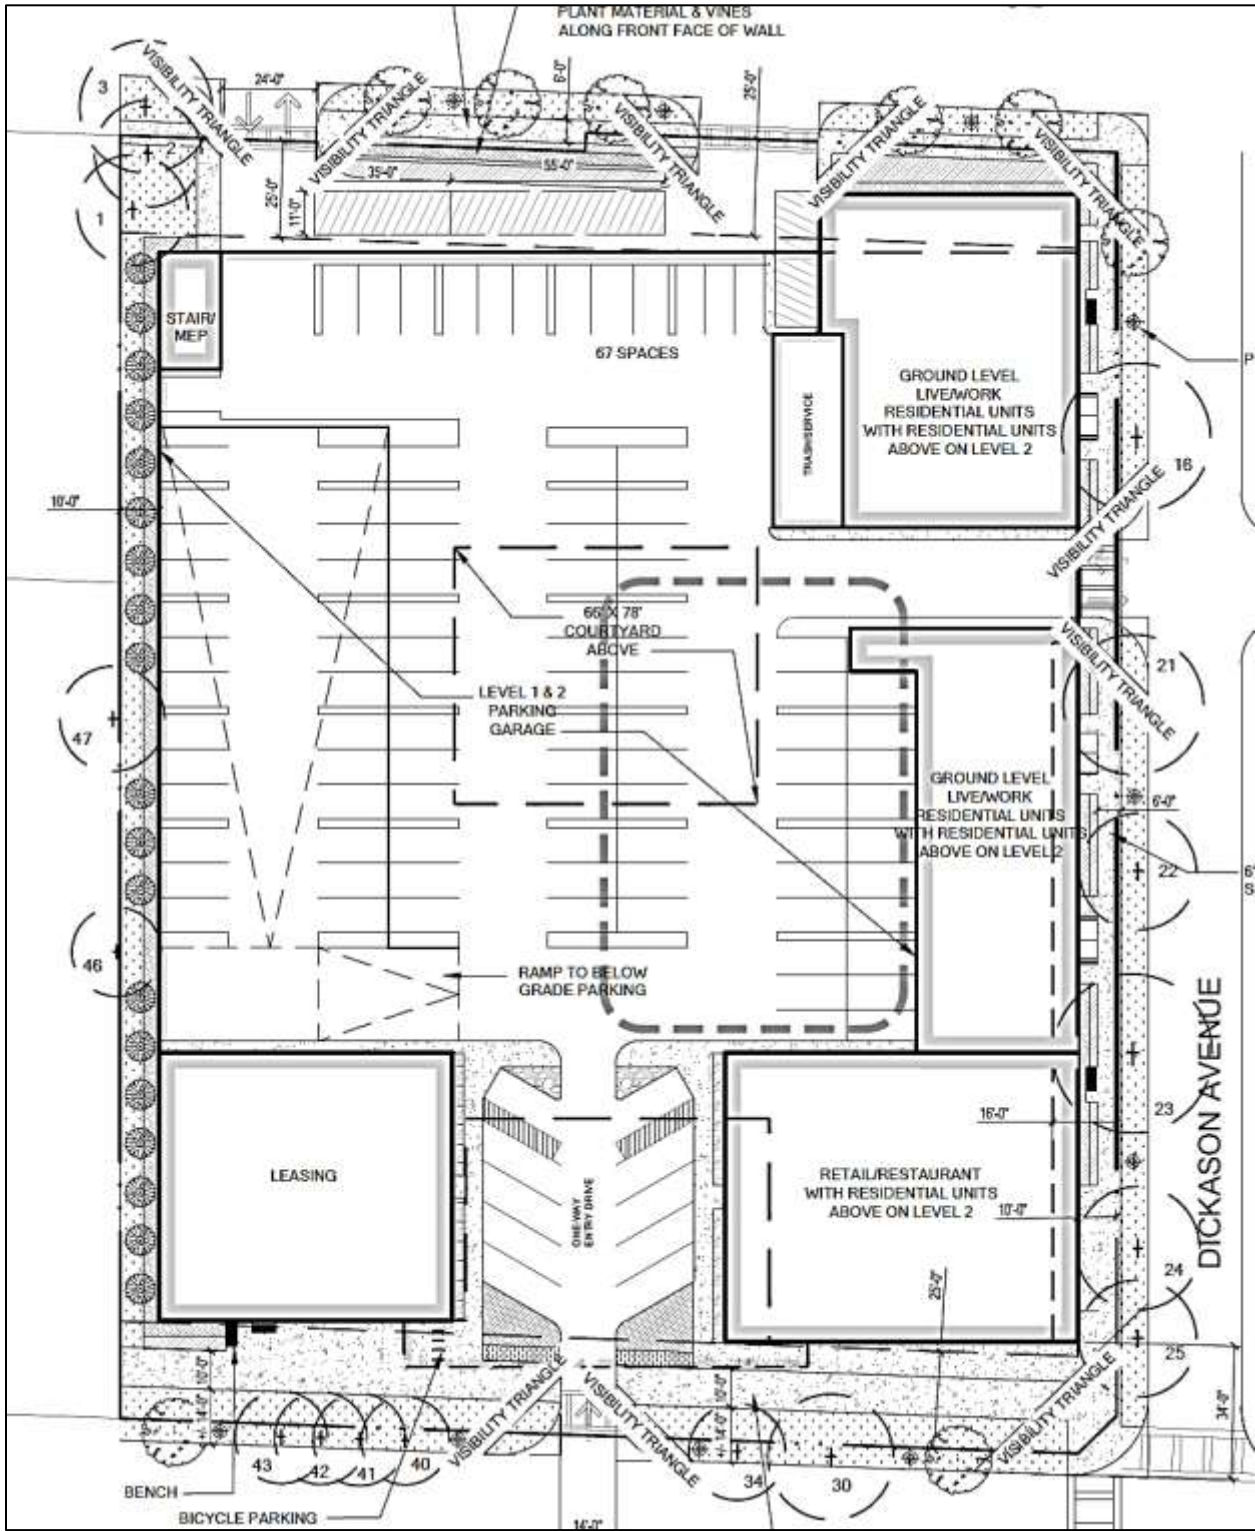 PLANT MATERIAL & VINES
ALONG FRONT FACE OF WALL
3
VISIBILITY TRIANGLE
24'-0"
VISIBILITY TRIANGLE
6'-0"
VISIBILITY TRIANGLE
25'-0"
VISIBILITY TRIANGLE
VISIBILITY TRIANGLE
2
35'-0"
55'-0"
1
25'-0"
11'-0"
STAIR/
MEP
67 SPACES
P
GROUND LEVEL
LIVE/WORK
RESIDENTIAL UNITS
WITH RESIDENTIAL UNITS
ABOVE ON LEVEL 2
TRASH/SERVICE
16
VISIBILITY TRIANGLE
10'-0"
66' X 78'
COURTYARD
ABOVE
VISIBILITY TRIANGLE
21
LEVEL 1 & 2
PARKING
GARAGE
47
GROUND LEVEL
LIVE/WORK
RESIDENTIAL UNITS
WITH RESIDENTIAL UNITS
ABOVE ON LEVEL 2
6'-0"
22
6'
S
46
RAMP TO BELOW
GRADE PARKING
DICKASON AVENUE
16'-0"
23
LEASING
ONE-WAY
ENTRY DRIVE
RETAIL/RESTAURANT
WITH RESIDENTIAL UNITS
ABOVE ON LEVEL 2
10'-0"
24
25'-0"
25
10'-0"
+/- 14'-0"
VISIBILITY TRIANGLE
VISIBILITY TRIANGLE
10'-0"
+/- 14'-0"
VISIBILITY TRIANGLE
34'-0"
43
42
41
40
34
30
BENCH
BICYCLE PARKING
14'-0"